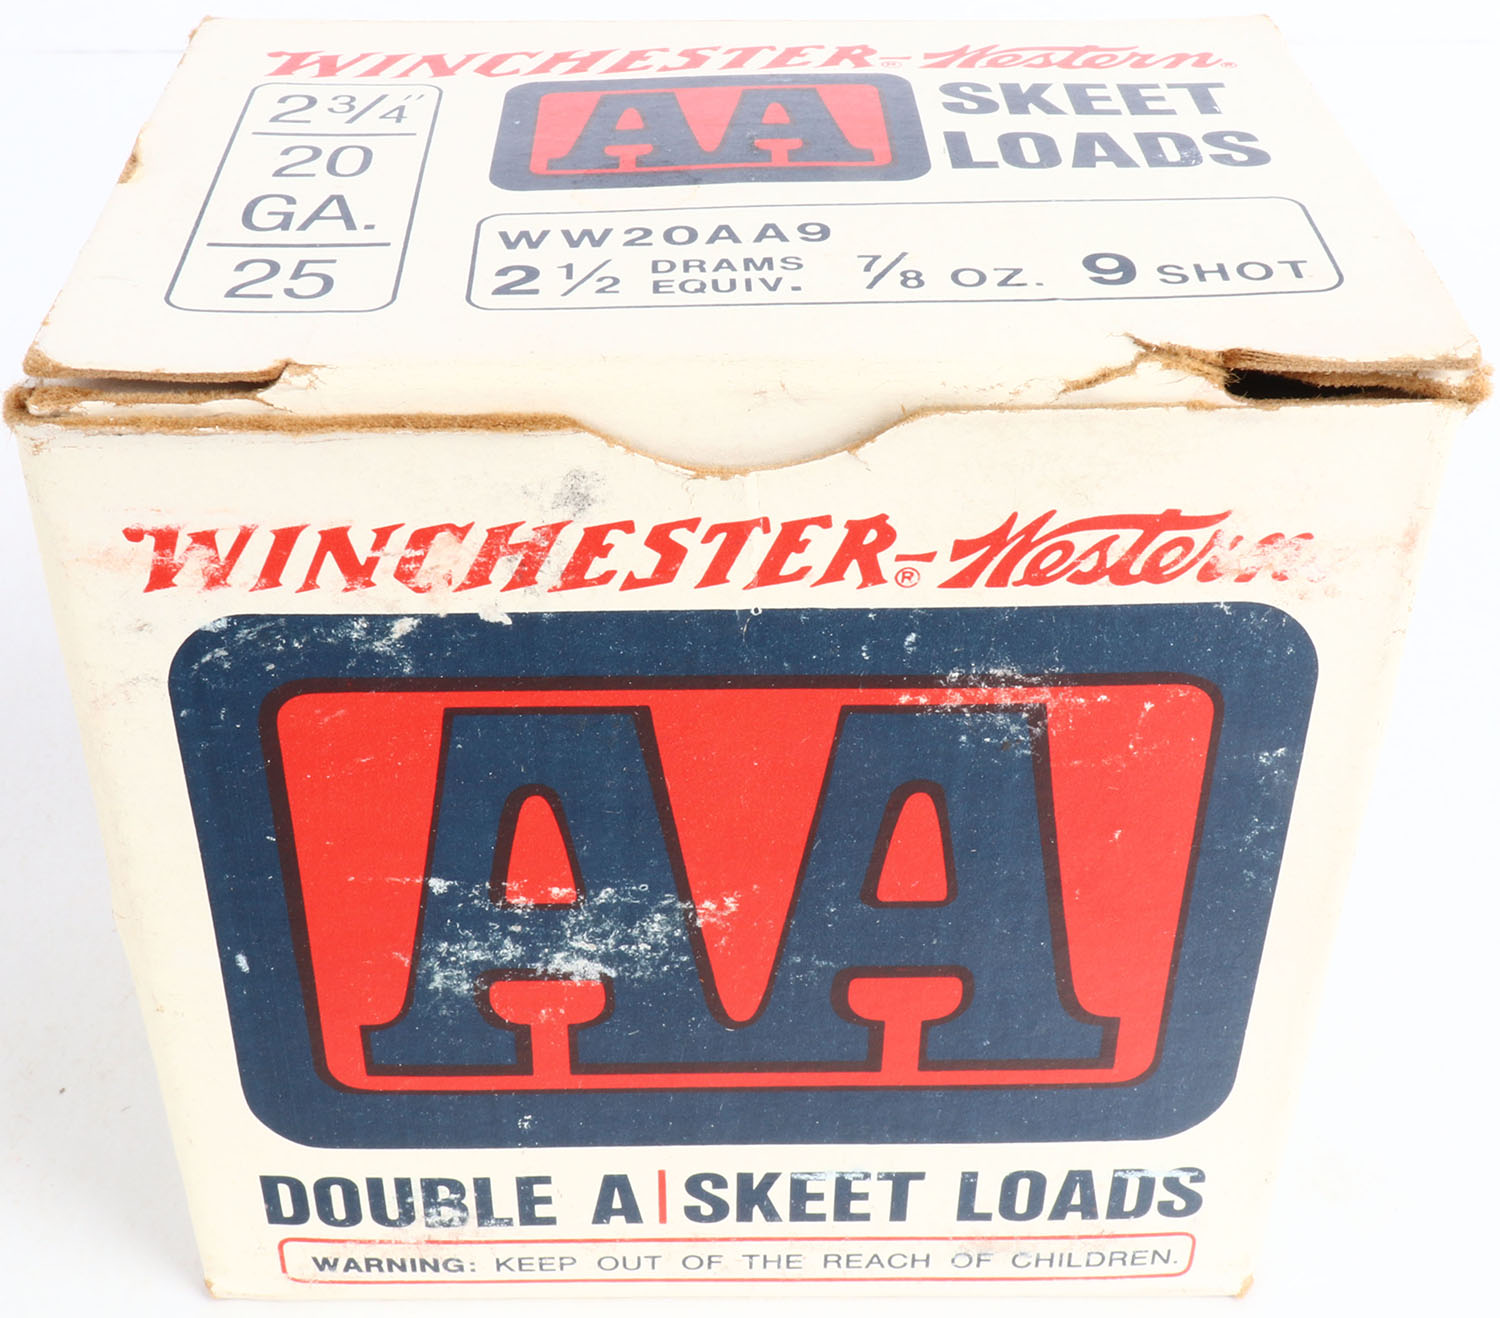 WINCHESTER®-Western®
2 3/4"
20
GA.
25
AA
SKEET
LOADS
WW20AA9
2 1/2 DRAMS EQUIV. 7/8 OZ. 9 SHOT
WINCHESTER®-Western
AA
DOUBLE A|SKEET LOADS
WARNING: KEEP OUT OF THE REACH OF CHILDREN.